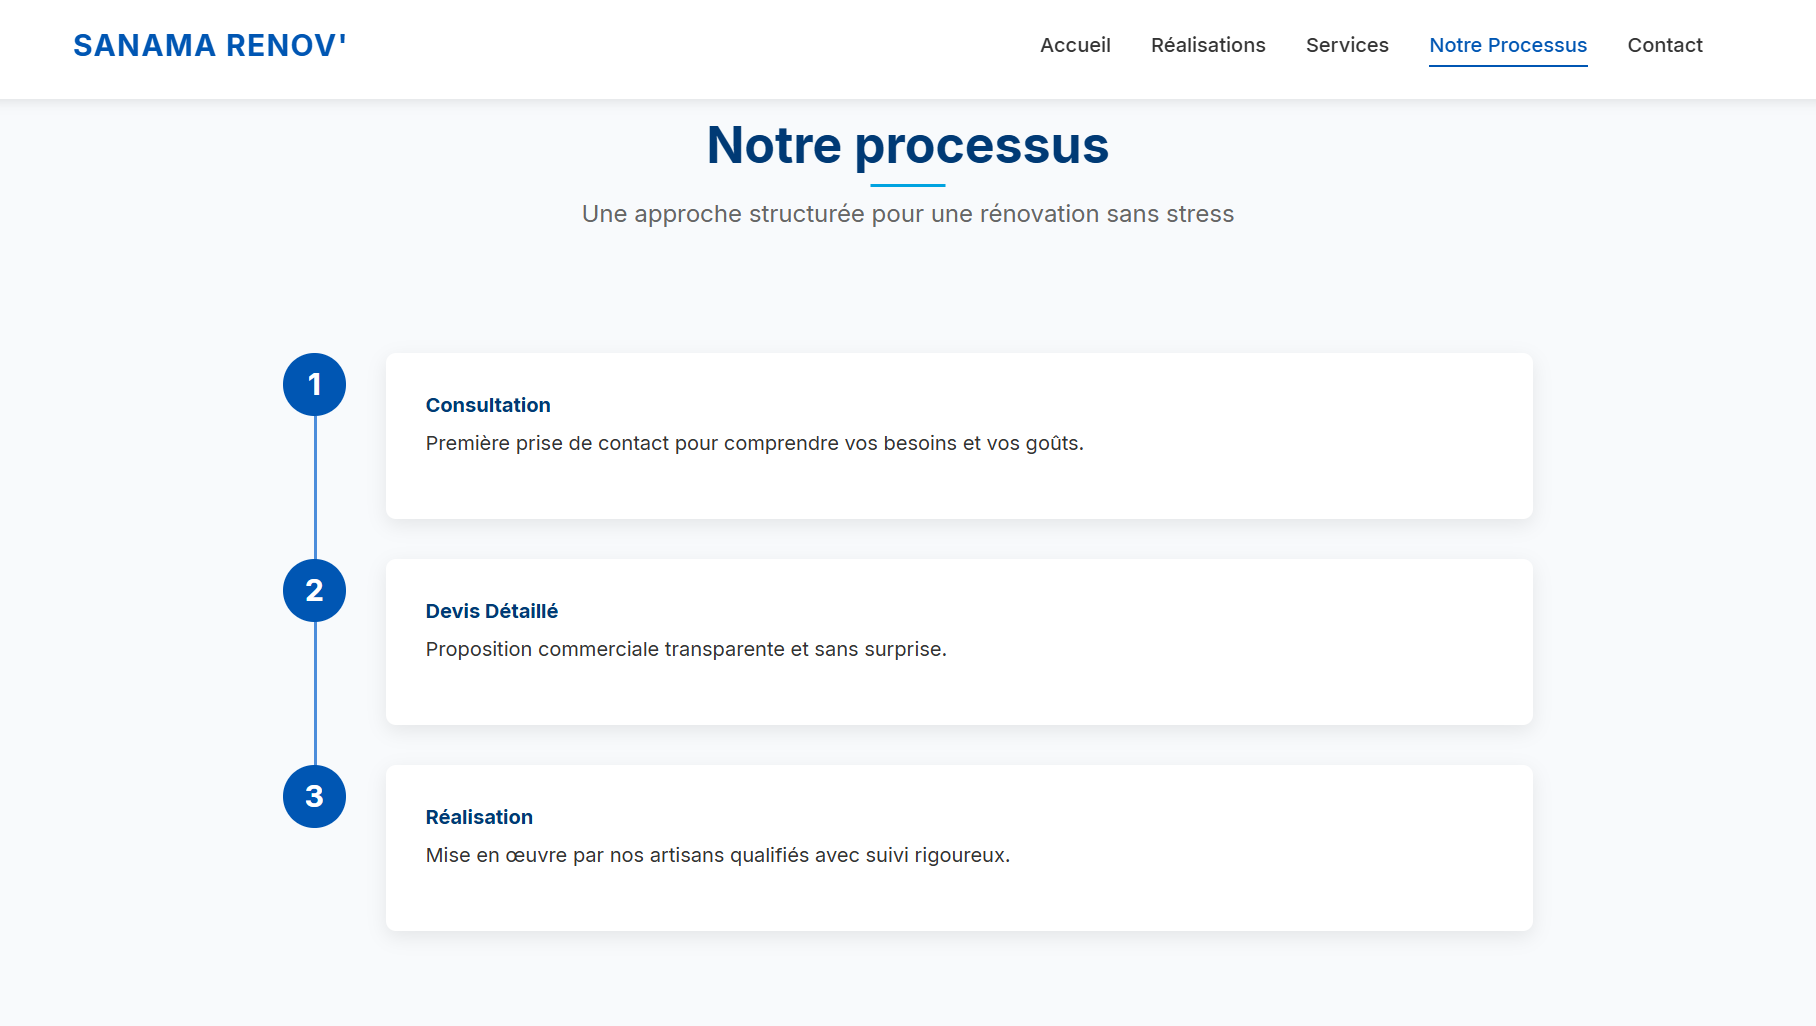 SANAMA RENOV'
Accueil
Réalisations
Services
Notre Processus
Contact
Notre processus
Une approche structurée pour une rénovation sans stress
1
Consultation
Première prise de contact pour comprendre vos besoins et vos goûts.
2
Devis Détaillé
Proposition commerciale transparente et sans surprise.
3
Réalisation
Mise en œuvre par nos artisans qualifiés avec suivi rigoureux.